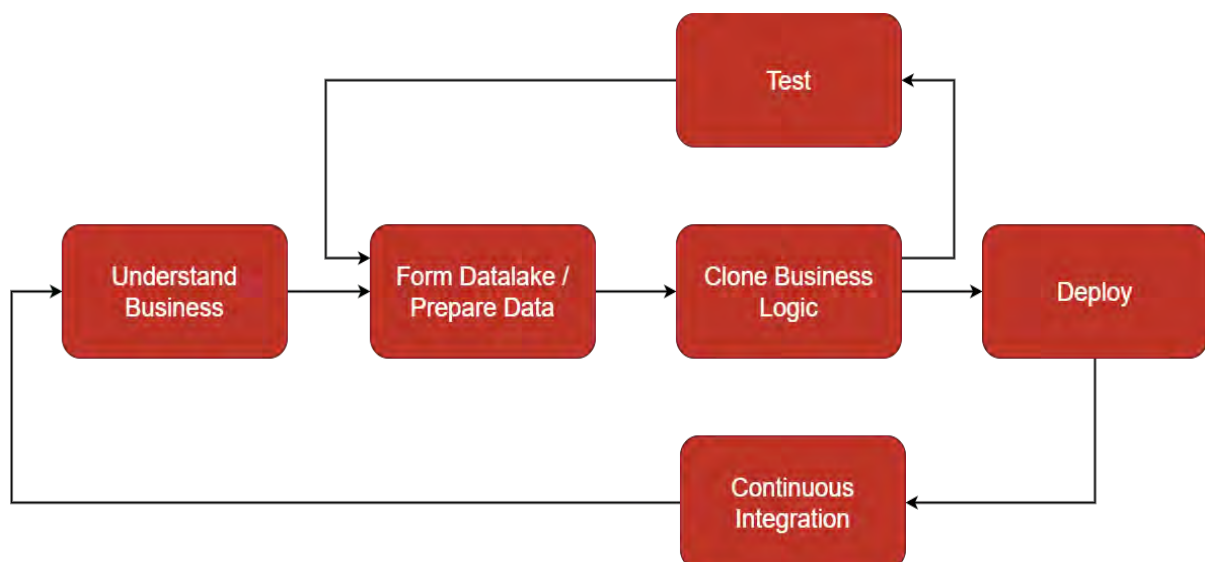 Test
Understand
Business
Form Datalake /
Prepare Data
Clone Business
Logic
Deploy
Continuous
Integration